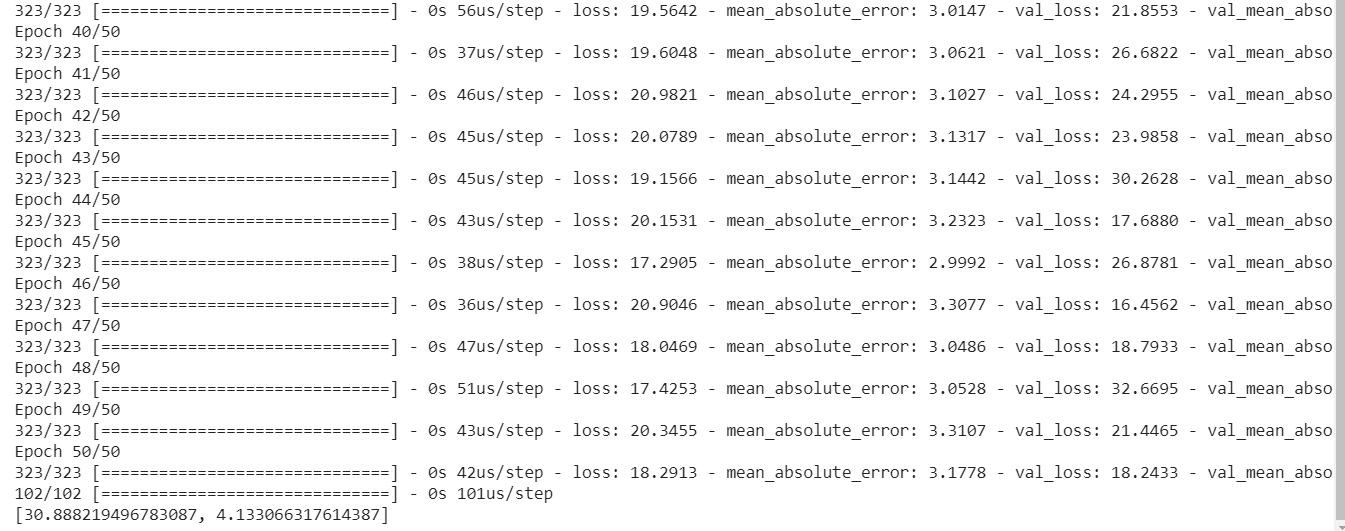 323/323 [==============================] - 0s 56us/step - loss: 19.5642 - mean_absolute_error: 3.0147 - val_loss: 21.8553 - val_mean_abso
Epoch 40/50
323/323 [==============================] - 0s 37us/step - loss: 19.6048 - mean_absolute_error: 3.0621 - val_loss: 26.6822 - val_mean_abso
Epoch 41/50
323/323 [==============================] - 0s 46us/step - loss: 20.9821 - mean_absolute_error: 3.1027 - val_loss: 24.2955 - val_mean_abso
Epoch 42/50
323/323 [==============================] - 0s 45us/step - loss: 20.0789 - mean_absolute_error: 3.1317 - val_loss: 23.9858 - val_mean_abso
Epoch 43/50
323/323 [==============================] - 0s 45us/step - loss: 19.1566 - mean_absolute_error: 3.1442 - val_loss: 30.2628 - val_mean_abso
Epoch 44/50
323/323 [==============================] - 0s 43us/step - loss: 20.1531 - mean_absolute_error: 3.2323 - val_loss: 17.6880 - val_mean_abso
Epoch 45/50
323/323 [==============================] - 0s 38us/step - loss: 17.2905 - mean_absolute_error: 2.9992 - val_loss: 26.8781 - val_mean_abso
Epoch 46/50
323/323 [==============================] - 0s 36us/step - loss: 20.9046 - mean_absolute_error: 3.3077 - val_loss: 16.4562 - val_mean_abso
Epoch 47/50
323/323 [==============================] - 0s 47us/step - loss: 18.0469 - mean_absolute_error: 3.0486 - val_loss: 18.7933 - val_mean_abso
Epoch 48/50
323/323 [==============================] - 0s 51us/step - loss: 17.4253 - mean_absolute_error: 3.0528 - val_loss: 32.6695 - val_mean_abso
Epoch 49/50
323/323 [==============================] - 0s 43us/step - loss: 20.3455 - mean_absolute_error: 3.3107 - val_loss: 21.4465 - val_mean_abso
Epoch 50/50
323/323 [==============================] - 0s 42us/step - loss: 18.2913 - mean_absolute_error: 3.1778 - val_loss: 18.2433 - val_mean_abso
102/102 [==============================] - 0s 101us/step
[30.888219496783087, 4.133066317614387]